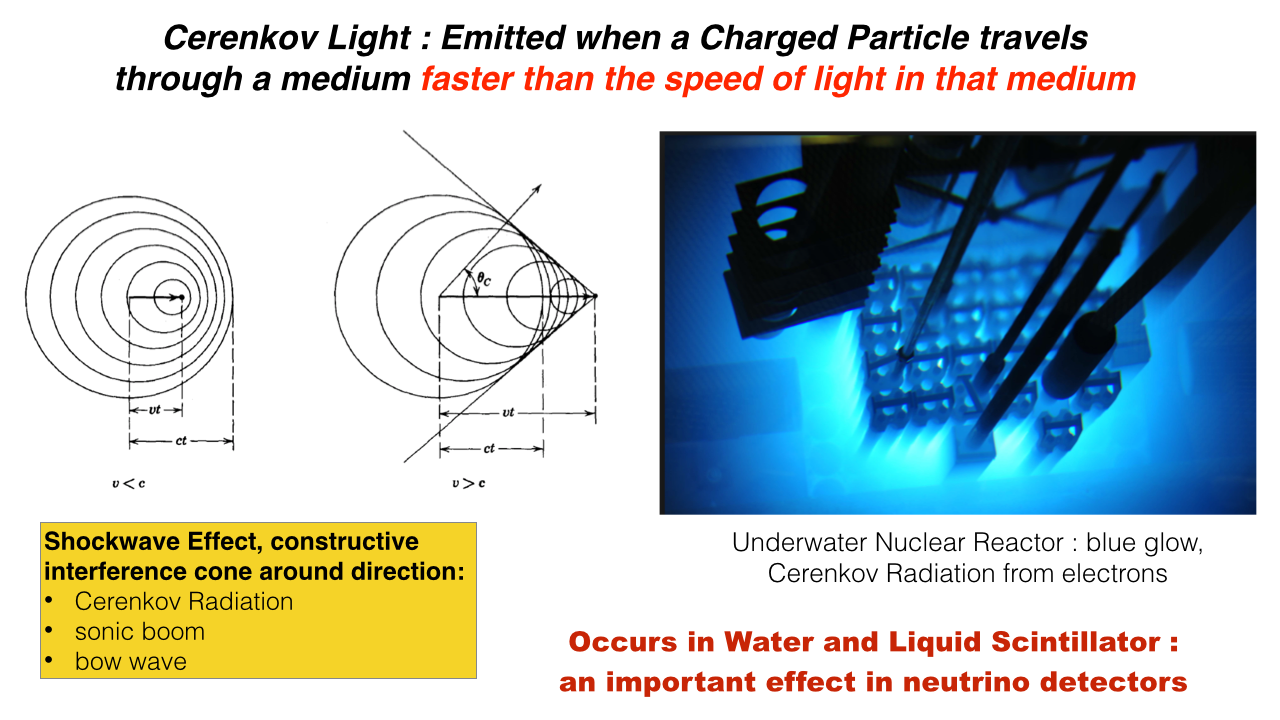 Cerenkov Light : Emitted when a Charged Particle travels
through a medium faster than the speed of light in that medium
θC
vt
ct
v < c
vt
ct
v > c
Shockwave Effect, constructive
interference cone around direction:
• Cerenkov Radiation
• sonic boom
• bow wave
Underwater Nuclear Reactor : blue glow,
Cerenkov Radiation from electrons
Occurs in Water and Liquid Scintillator :
an important effect in neutrino detectors